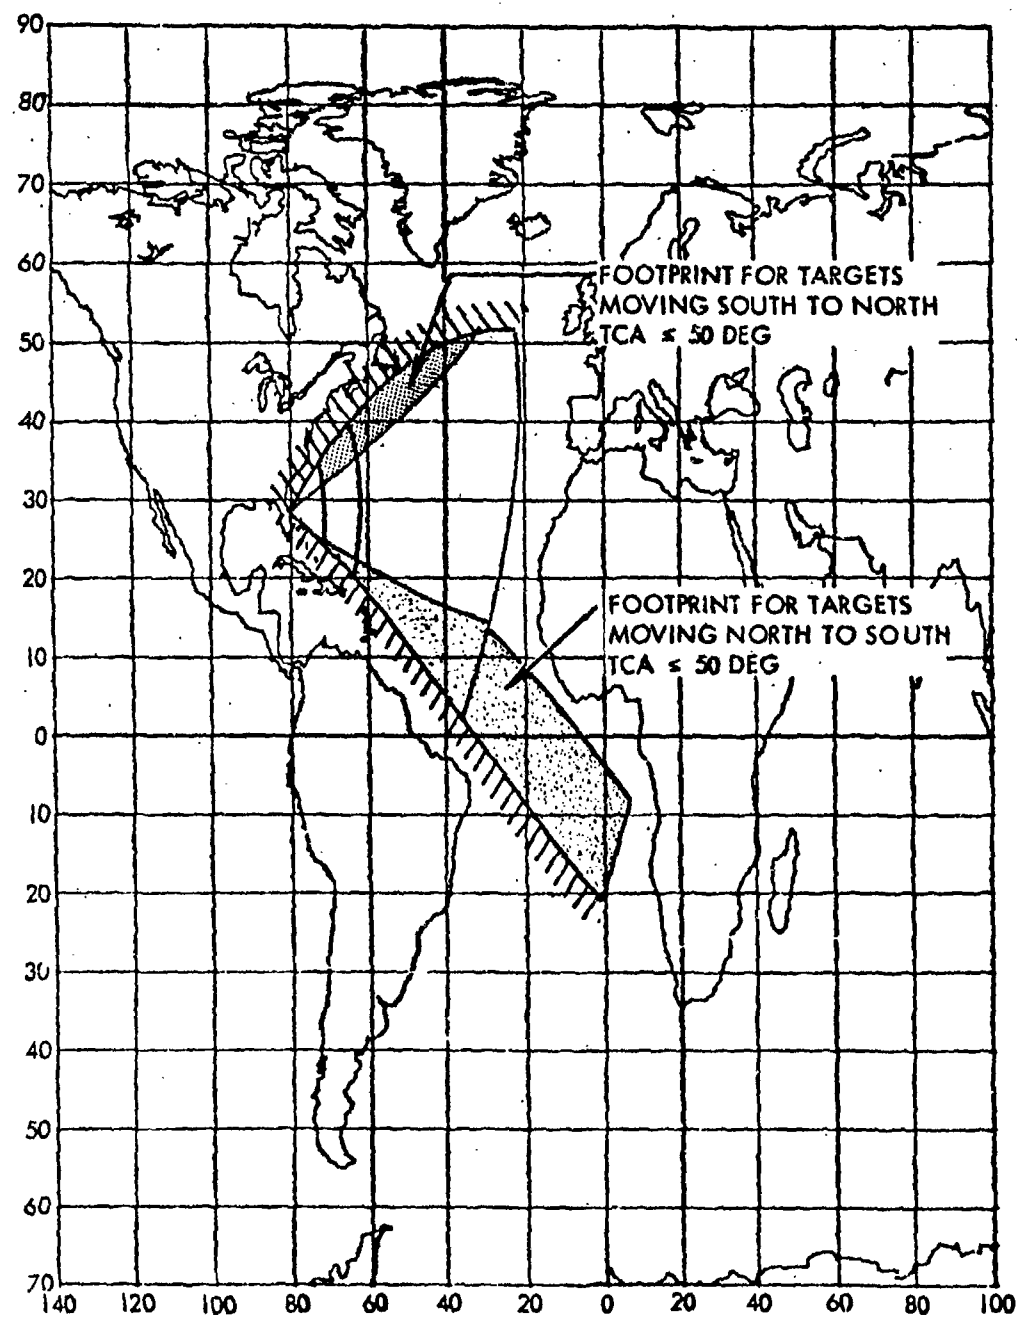 90
80
70
60
FOOTPRINT FOR TARGETS
MOVING SOUTH TO NORTH
TCA ≤ 50 DEG
50
40
30
20
FOOTPRINT FOR TARGETS
MOVING NORTH TO SOUTH
TCA ≤ 50 DEG
10
0
10
20
30
40
50
60
70
140 120 100 80 60 40 20 0 20 40 60 80 100